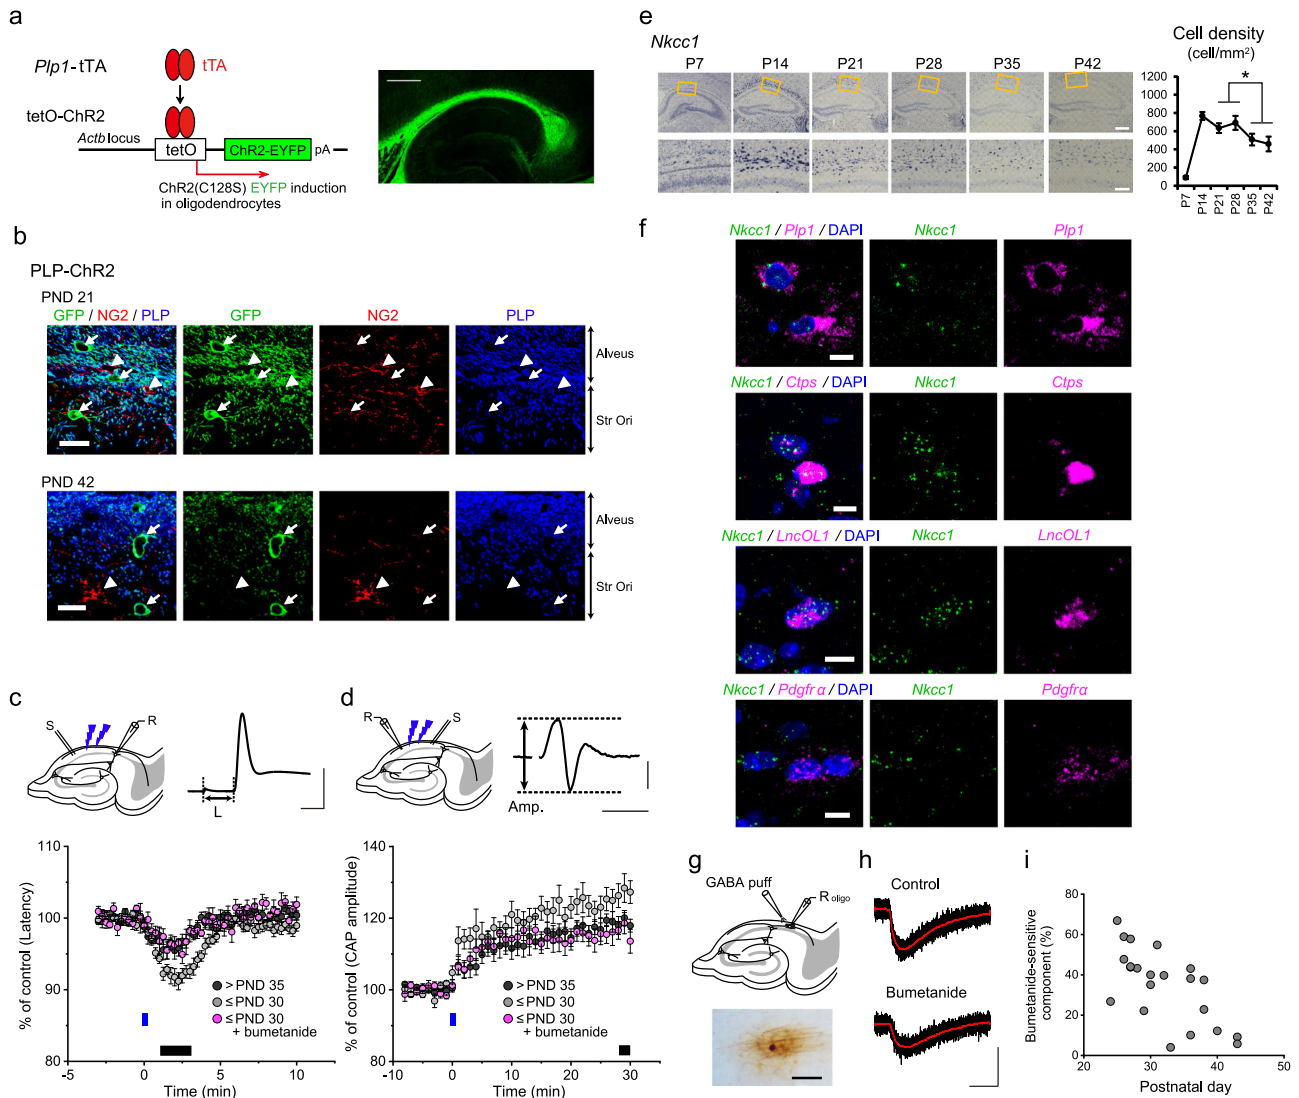 a
Plp1-tTA
tTA
tetO-ChR2
Actb locus
tetO
ChR2-EYFP
pA
ChR2(C128S) EYFP induction
in oligodendrocytes
b
PLP-ChR2
PND 21
GFP / NG2 / PLP
GFP
NG2
PLP
Alveus
Str Ori
PND 42
Alveus
Str Ori
c
S
R
L
110
100
90
80
% of control (Latency)
> PND 35
≤ PND 30
≤ PND 30
+ bumetanide
-5
0
5
10
Time (min)
d
R
S
Amp.
140
120
100
80
% of control (CAP amplitude)
> PND 35
≤ PND 30
≤ PND 30
+ bumetanide
-10
0
10
20
30
Time (min)
e
Nkcc1
P7
P14
P21
P28
P35
P42
Cell density
(cell/mm²)
1200
1000
800
600
400
200
0
*
P7
P14
P21
P28
P35
P42
f
Nkcc1 / Plp1 / DAPI
Nkcc1
Plp1
Nkcc1 / Ctps / DAPI
Nkcc1
Ctps
Nkcc1 / LncOL1 / DAPI
Nkcc1
LncOL1
Nkcc1 / Pdgfrα / DAPI
Nkcc1
Pdgfrα
g
GABA puff
R oligo
h
Control
Bumetanide
i
80
60
40
20
0
Bumetanide-sensitive
component (%)
20
30
40
50
Postnatal day